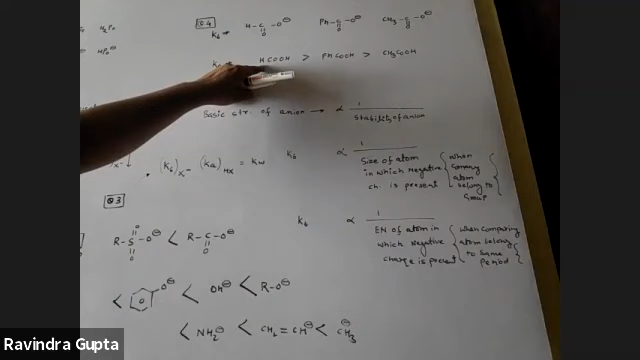 Q.4
H-C-O⊖ Ph-C-O⊖ CH3-C-O⊖
Kb →
O O O
H2PO
HPO⊖
HCOOH > PhCOOH > CH3COOH
Basic str. of anion → ∝ 1 / Stability of anion
(Kb)X- (Ka)HX = Kw
Kb ∝ 1 / Size of atom in which Negative ch. is present (When Company atom belong to Group)
Q3
R-S-O⊖ < R-C-O⊖
O O O
Kb ∝ 1 / EN of atom in which Negative charge is present (when Comparing atom belong to Same Period)
< O⊖ < OH⊖ < R-O⊖
< NH2⊖ < CH2=CH⊖ < CH3⊖
Ravindra Gupta